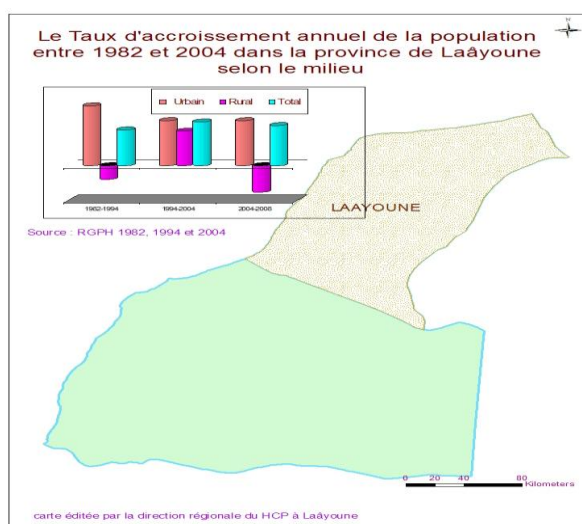 Le Taux d'accroissement annuel de la population
entre 1982 et 2004 dans la province de Laâyoune
selon le milieu
Urbain Rural Total
1982-1994 1994-2004 2004-2008
Source : RGPH 1982, 1994 et 2004
LAAYOUNE
0 20 40 80
Kilometers
carte éditée par la direction régionale du HCP à Laâyoune